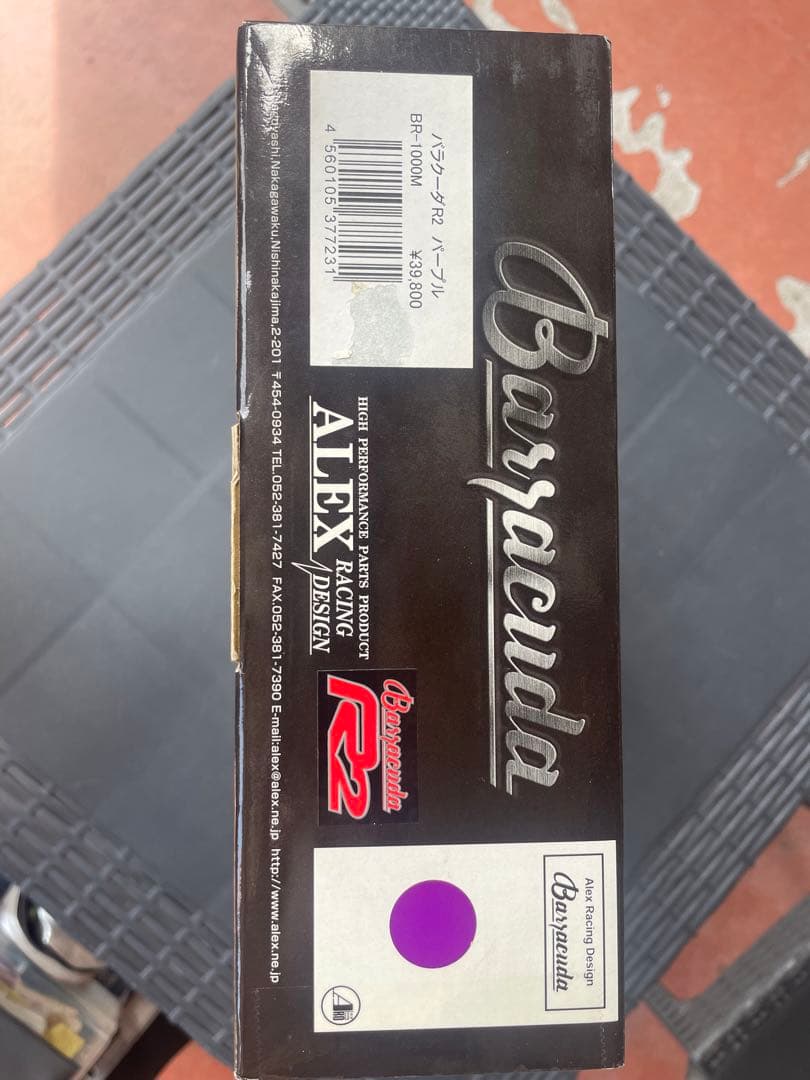 Barracuda
バラクーダR2 パープル
BR-1000M ¥39,800
4 560105 377231
HIGH PERFORMANCE PARTS PRODUCT
ALEX RACING DESIGN
Barracuda
R2
Alex Racing Design
Barracuda
Nakagawaku,Nishinakajima,2-201 〒454-0934 TEL.052-381-7427 FAX.052-381-7390 E-mail:alex@alex.ne.jp http://www.alex.ne.jp